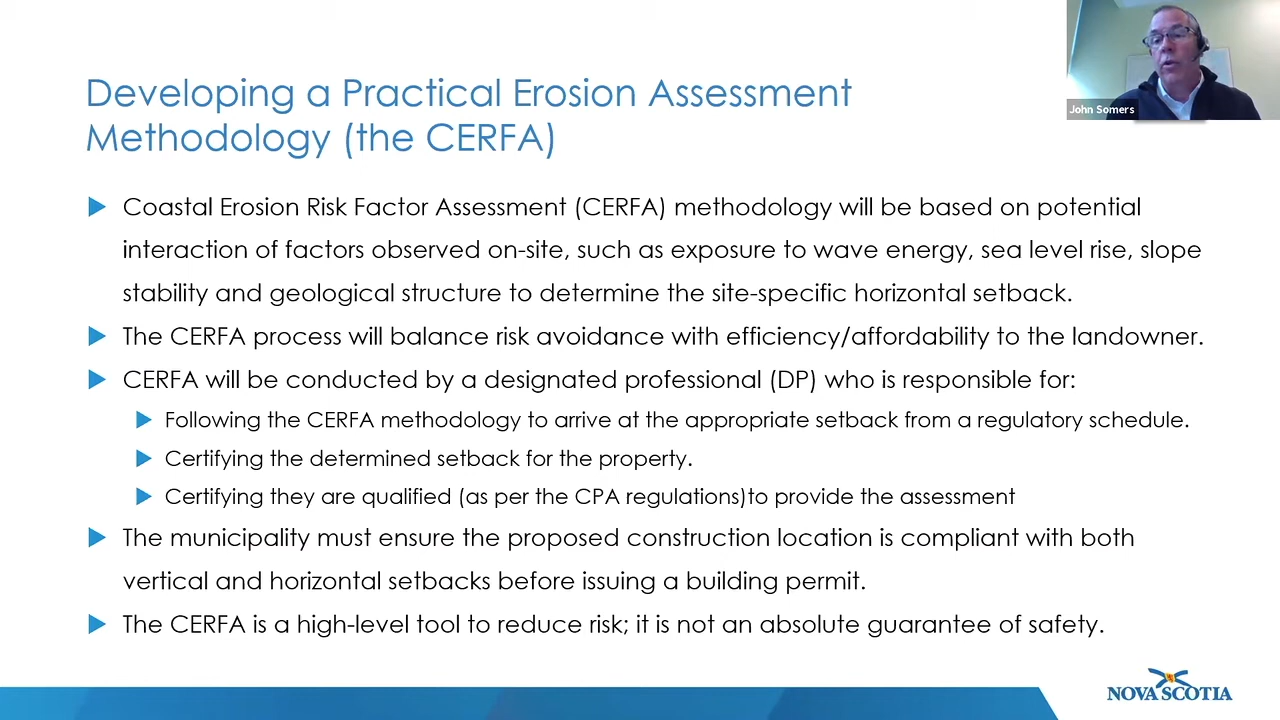 John Somers
Developing a Practical Erosion Assessment
Methodology (the CERFA)
Coastal Erosion Risk Factor Assessment (CERFA) methodology will be based on potential
interaction of factors observed on-site, such as exposure to wave energy, sea level rise, slope
stability and geological structure to determine the site-specific horizontal setback.
The CERFA process will balance risk avoidance with efficiency/affordability to the landowner.
CERFA will be conducted by a designated professional (DP) who is responsible for:
Following the CERFA methodology to arrive at the appropriate setback from a regulatory schedule.
Certifying the determined setback for the property.
Certifying they are qualified (as per the CPA regulations)to provide the assessment
The municipality must ensure the proposed construction location is compliant with both
vertical and horizontal setbacks before issuing a building permit.
The CERFA is a high-level tool to reduce risk; it is not an absolute guarantee of safety.
NOVA SCOTIA